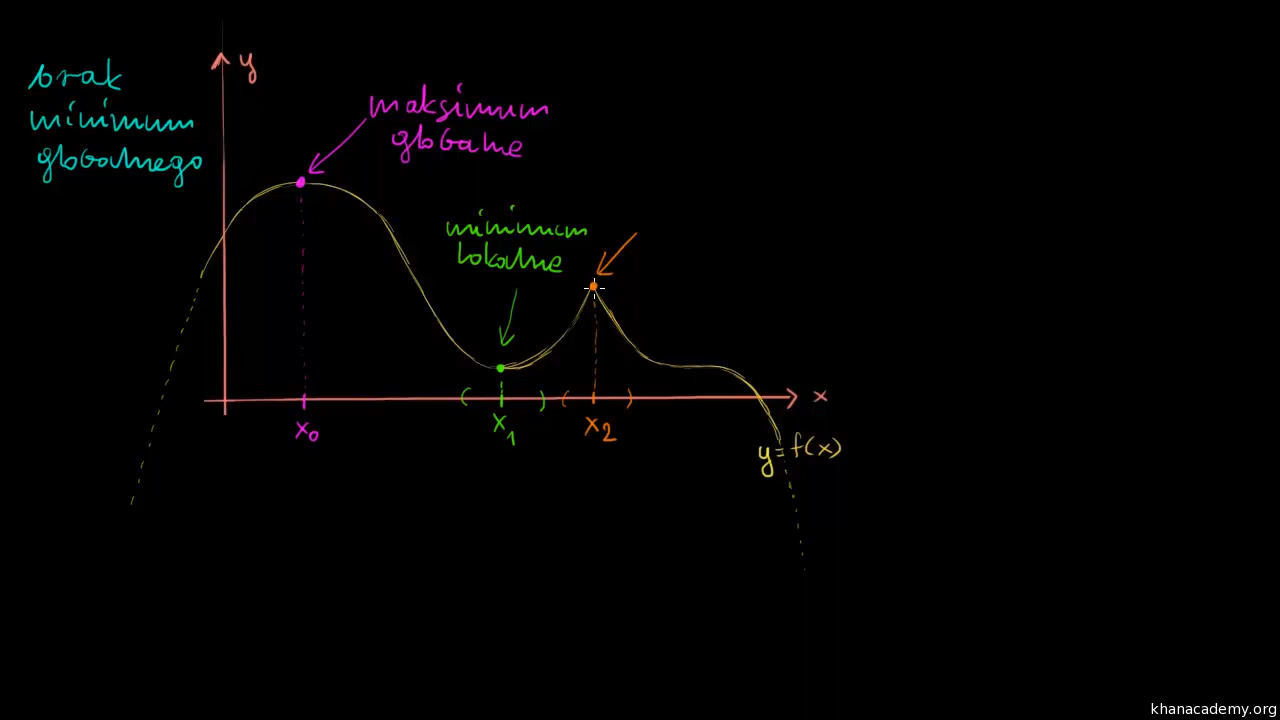 brak
minimum
globalnego
y
maksimum
globalne
minimum
lokalne
x
x₀
x₁
x₂
y=f(x)
khanacademy.org